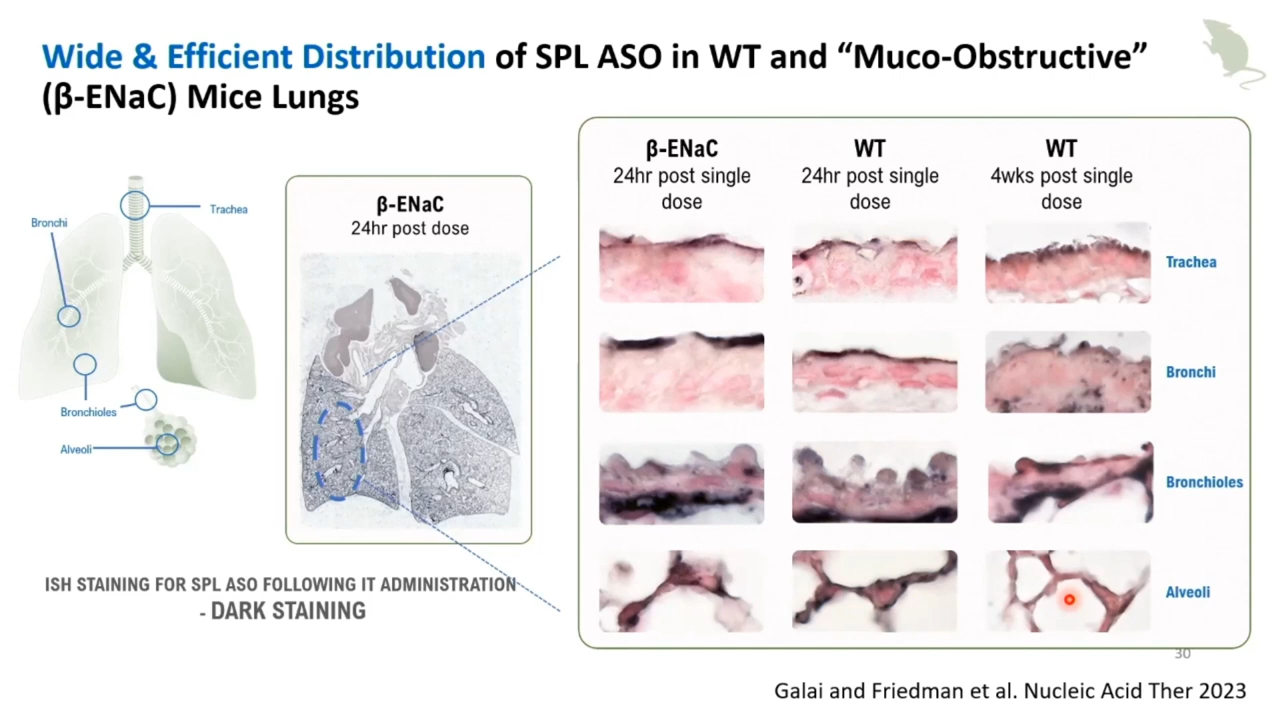 Wide & Efficient Distribution of SPL ASO in WT and “Muco-Obstructive”
(β-ENaC) Mice Lungs
Trachea
Bronchi
Bronchioles
Alveoli
β-ENaC
24hr post dose
ISH STAINING FOR SPL ASO FOLLOWING IT ADMINISTRATION
- DARK STAINING
β-ENaC
24hr post single
dose
WT
24hr post single
dose
WT
4wks post single
dose
Trachea
Bronchi
Bronchioles
Alveoli
30
Galai and Friedman et al. Nucleic Acid Ther 2023